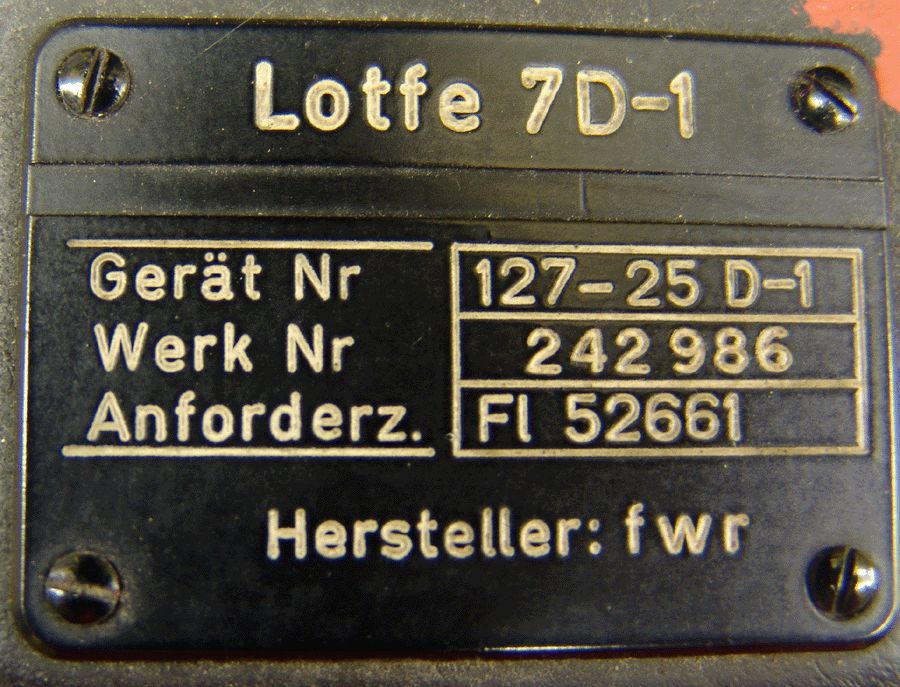 Lotfe 7D-1
Gerät Nr 127-25 D-1
Werk Nr 242 986
Anforderz. Fl 52661
Hersteller: fwr